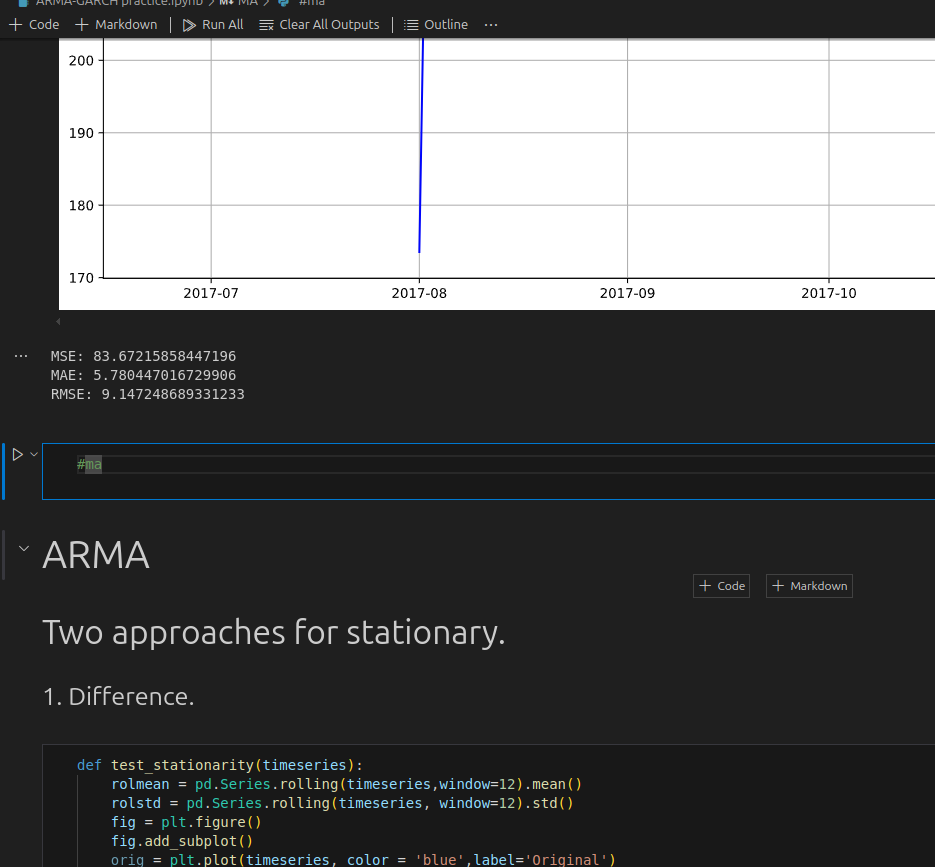 ARMA-GARCH practice.ipynb > M↓ MA > #ma
+ Code + Markdown | Run All Clear All Outputs | Outline ...
200
190
180
170
2017-07 2017-08 2017-09 2017-10
... MSE: 83.67215858447196
MAE: 5.780447016729906
RMSE: 9.147248689331233
#ma
ARMA
+ Code + Markdown
Two approaches for stationary.
1. Difference.
def test_stationarity(timeseries):
rolmean = pd.Series.rolling(timeseries,window=12).mean()
rolstd = pd.Series.rolling(timeseries, window=12).std()
fig = plt.figure()
fig.add_subplot()
orig = plt.plot(timeseries, color = 'blue',label='Original')